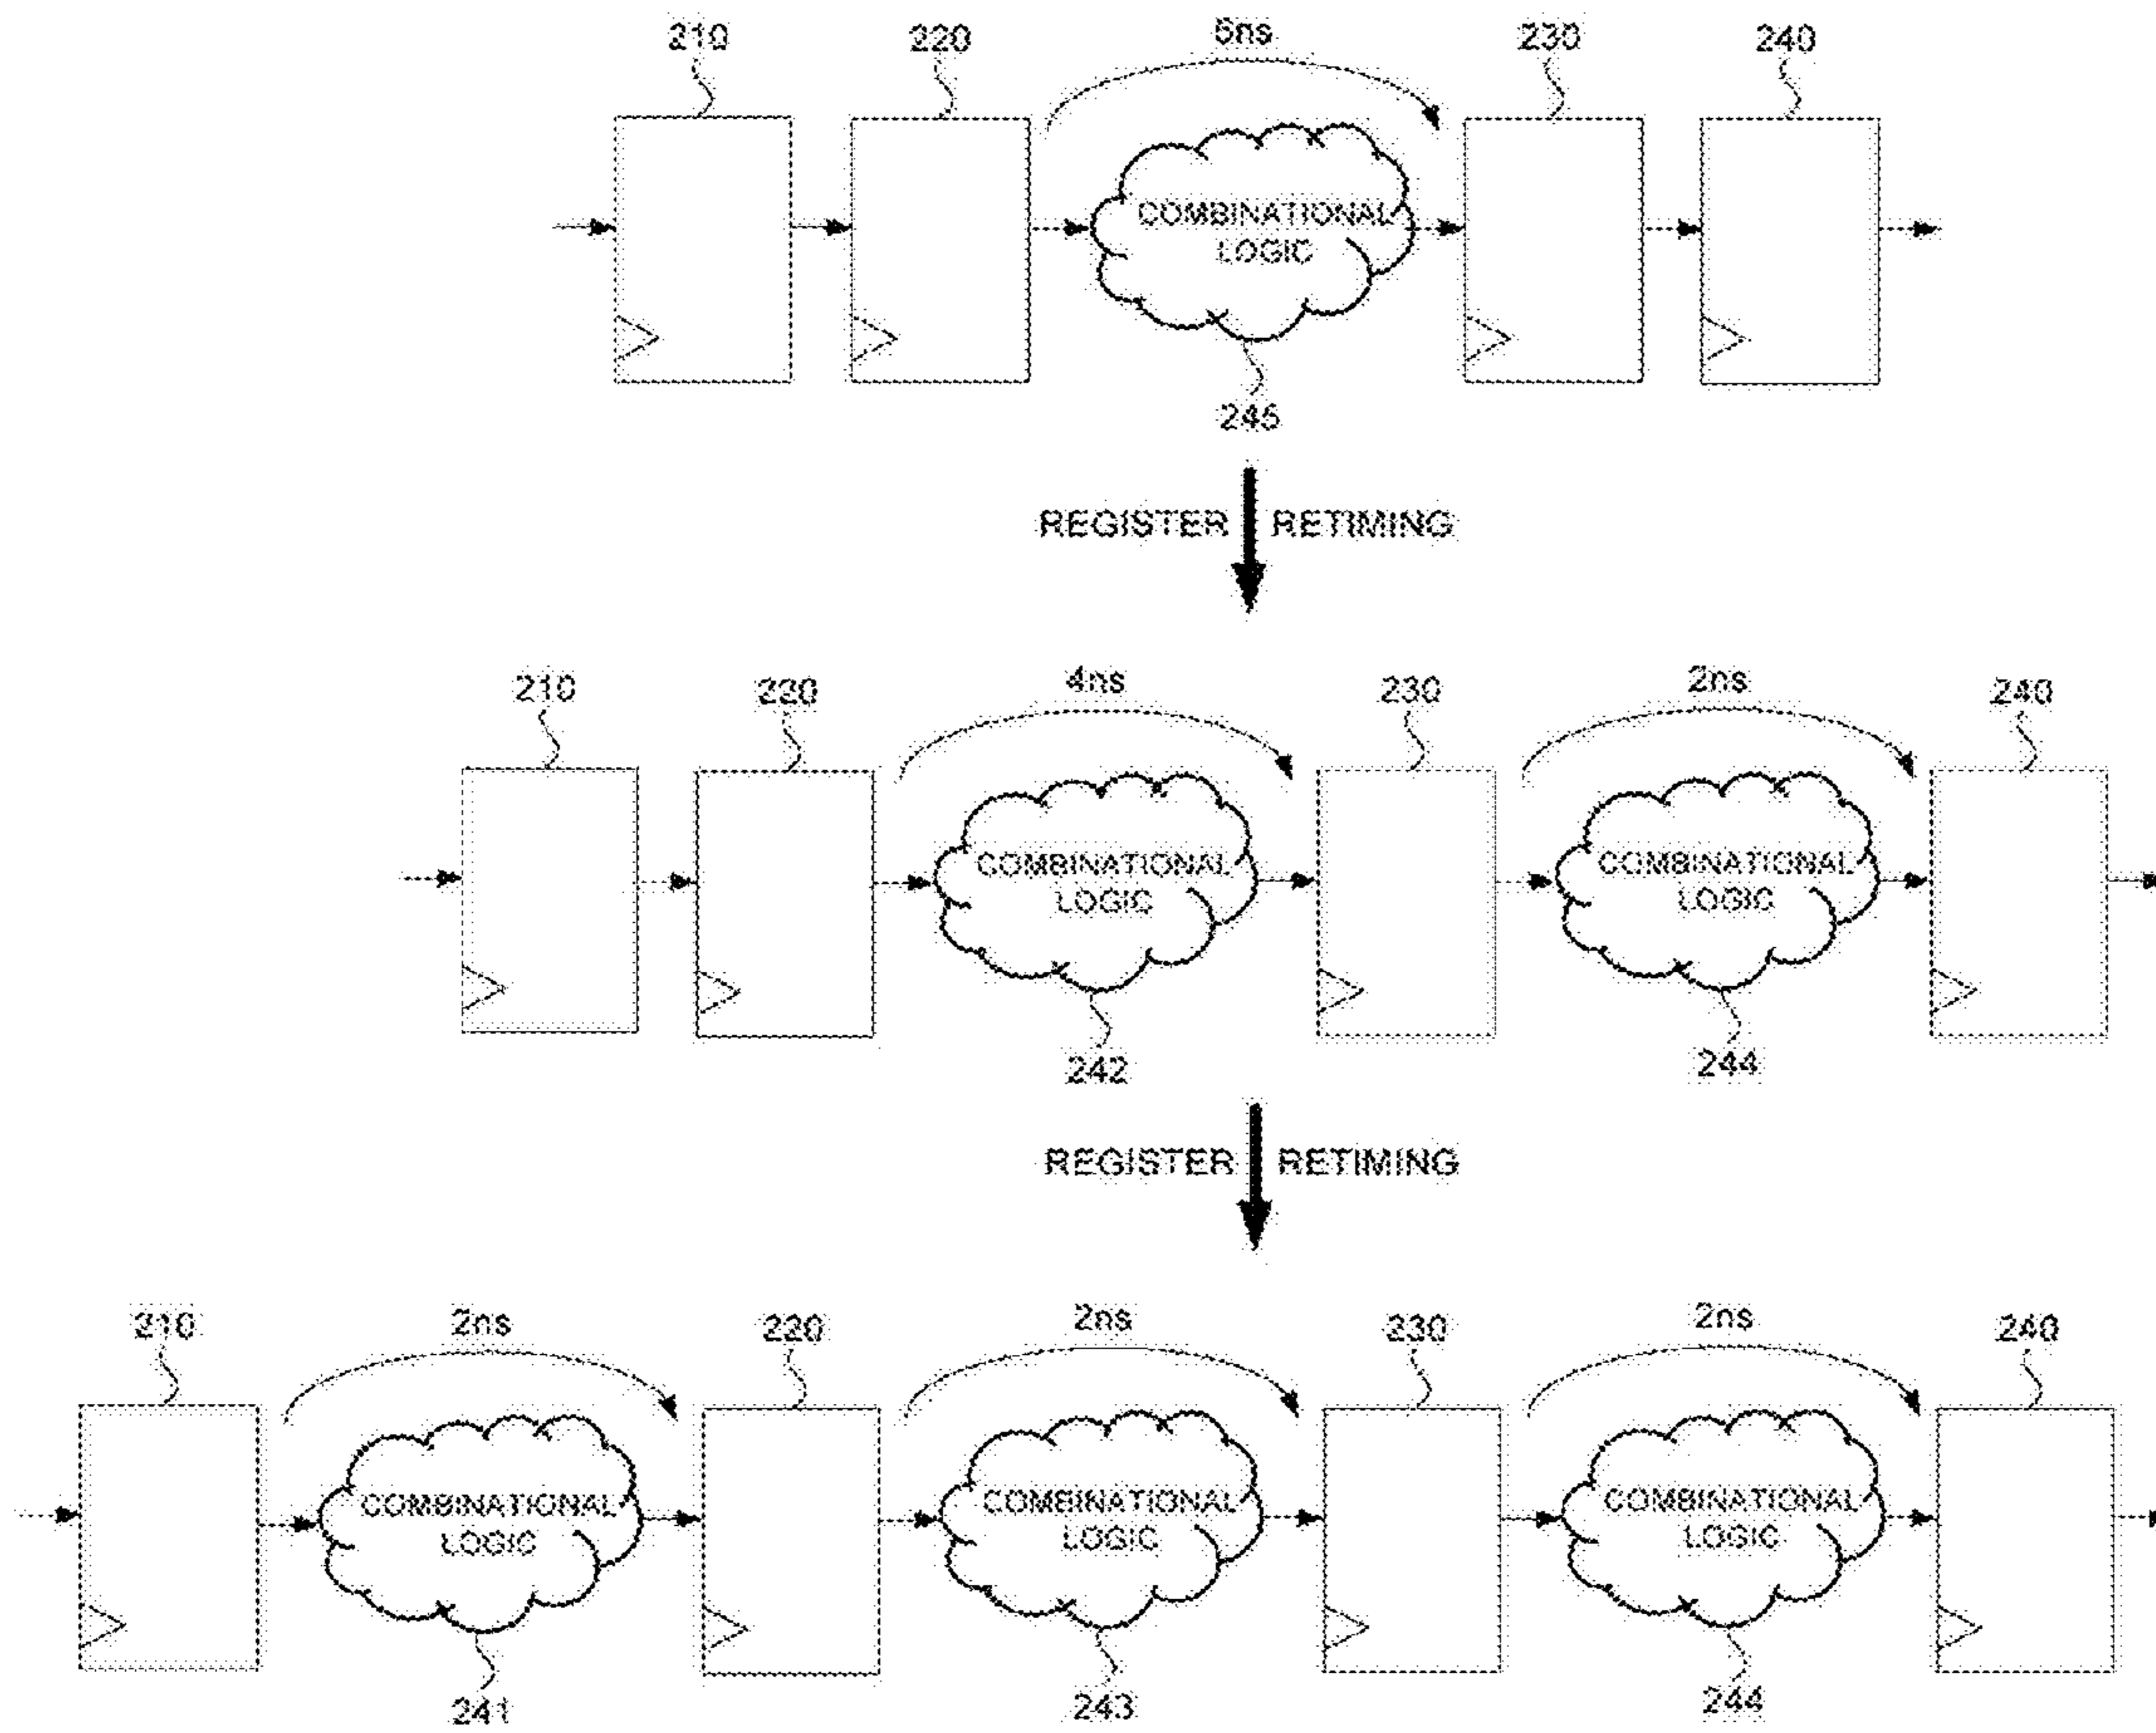 210
220
6ns
230
240
COMBINATIONAL
LOGIC
245
REGISTER RETIMING
210
220
4ns
230
2ns
240
COMBINATIONAL
LOGIC
COMBINATIONAL
LOGIC
242
244
REGISTER RETIMING
210
2ns
220
2ns
230
2ns
240
COMBINATIONAL
LOGIC
COMBINATIONAL
LOGIC
COMBINATIONAL
LOGIC
241
243
244